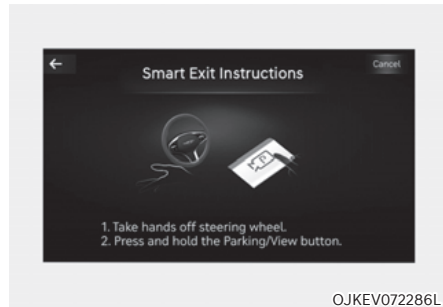 ←
Smart Exit Instructions
Cancel
P
1. Take hands off steering wheel.
2. Press and hold the Parking/View button.
OJKEV072286L